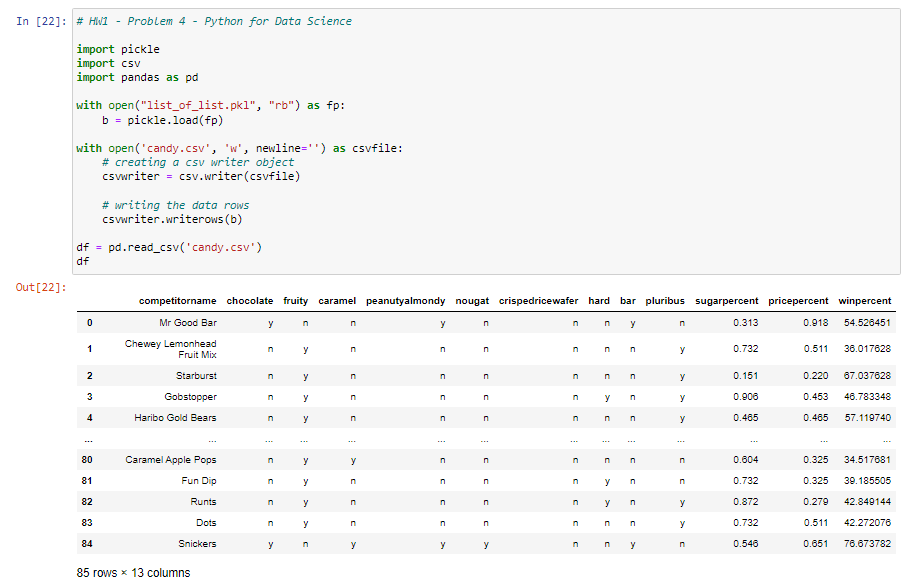 In [22]: # HW1 - Problem 4 - Python for Data Science
import pickle
import csv
import pandas as pd
with open("list_of_list.pkl", "rb") as fp:
    b = pickle.load(fp)
with open('candy.csv', 'w', newline='') as csvfile:
    # creating a csv writer object
    csvwriter = csv.writer(csvfile)
    # writing the data rows
    csvwriter.writerows(b)
df = pd.read_csv('candy.csv')
df
Out[22]:
competitorname chocolate fruity caramel peanutyalmondy nougat crispedricewafer hard bar pluribus sugarpercent pricepercent winpercent
0 Mr Good Bar y n n y n n n y n 0.313 0.918 54.526451
1 Chewey Lemonhead Fruit Mix n y n n n n n n y 0.732 0.511 36.017628
2 Starburst n y n n n n n n y 0.151 0.220 67.037628
3 Gobstopper n y n n n n y n y 0.906 0.453 46.783348
4 Haribo Gold Bears n y n n n n n n y 0.465 0.465 57.119740
... ... ... ... ... ... ... ... ... ... ... ... ... ...
80 Caramel Apple Pops n y y n n n n n n 0.604 0.325 34.517681
81 Fun Dip n y n n n n y n n 0.732 0.325 39.185505
82 Runts n y n n n n y n y 0.872 0.279 42.849144
83 Dots n y n n n n n n y 0.732 0.511 42.272076
84 Snickers y n y y y n n y n 0.546 0.651 76.673782
85 rows × 13 columns